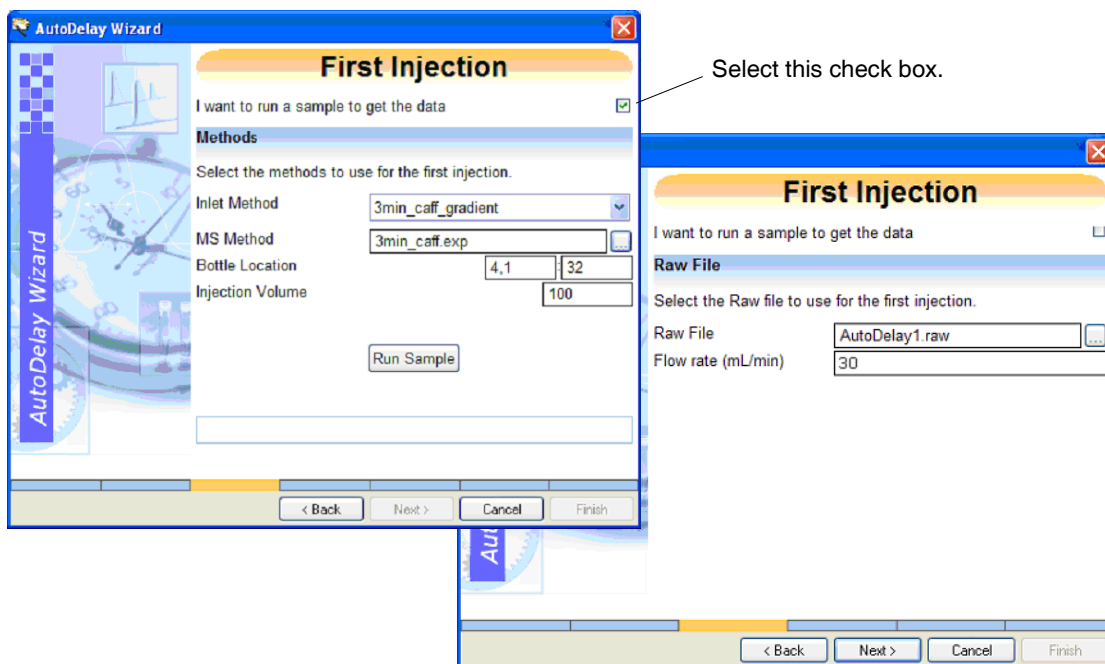 AutoDelay Wizard
First Injection
I want to run a sample to get the data
Methods
Select the methods to use for the first injection.
Inlet Method 3min_caff_gradient
MS Method 3min_caff.exp ...
Bottle Location 4,1 : 32
Injection Volume 100
Run Sample
AutoDelay Wizard
< Back Next > Cancel Finish
Select this check box.
First Injection
I want to run a sample to get the data
Raw File
Select the Raw file to use for the first injection.
Raw File AutoDelay1.raw ...
Flow rate (mL/min) 30
Aut
< Back Next > Cancel Finish